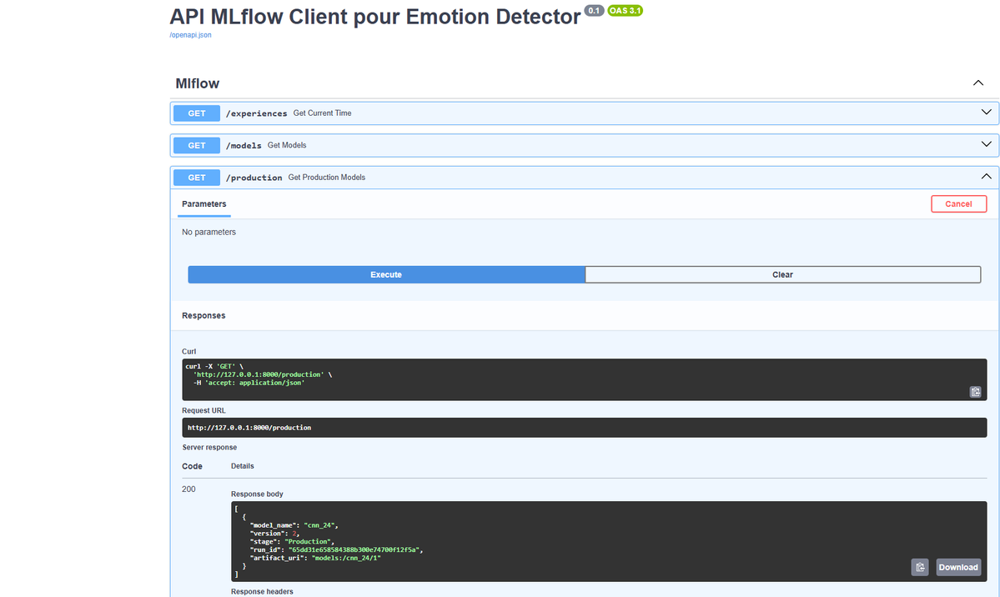 API MLflow Client pour Emotion Detector 0.1 OAS 3.1
/openapi.json
Mlflow
GET /experiences Get Current Time
GET /models Get Models
GET /production Get Production Models
Parameters Cancel
No parameters
Execute Clear
Responses
Curl
curl -X 'GET' \
  'http://127.0.0.1:8000/production' \
  -H 'accept: application/json'
Request URL
http://127.0.0.1:8000/production
Server response
Code Details
200
Response body
[
  {
    "model_name": "cnn_24",
    "version": 2,
    "stage": "Production",
    "run_id": "65dd31e658584388b300e74700f12f5a",
    "artifact_uri": "models:/cnn_24/1"
  }
]
Download
Response headers